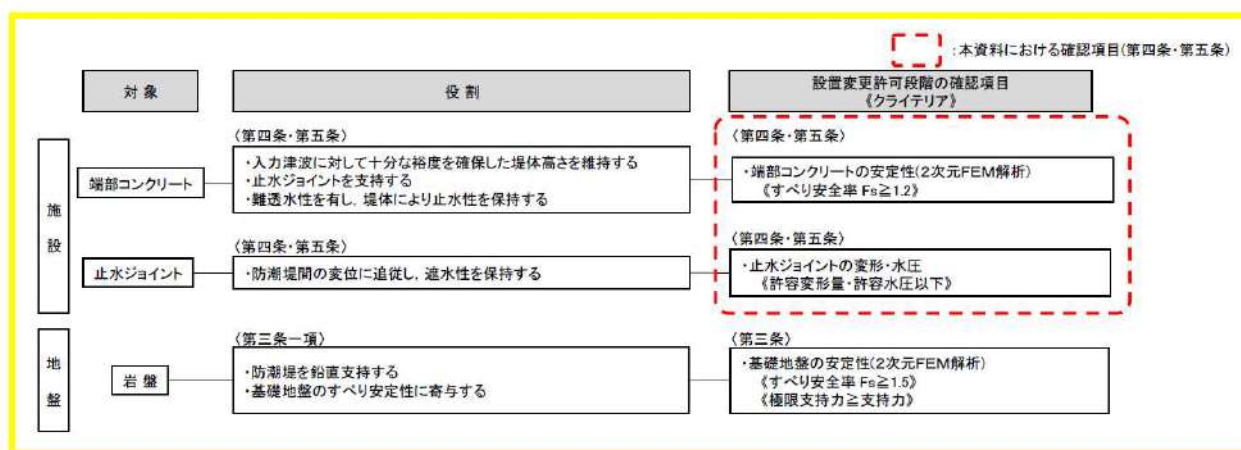 :本資料における確認項目(第四条・第五条)
対象
役割
設置変更許可段階の確認項目
《クライテリア》
施設
端部コンクリート
〈第四条・第五条〉
・入力津波に対して十分な裕度を確保した堤体高さを維持する
・止水ジョイントを支持する
・難透水性を有し,堤体により止水性を保持する
〈第四条・第五条〉
・端部コンクリートの安定性(2次元FEM解析)
《すべり安全率 Fs≧1.2》
止水ジョイント
〈第四条・第五条〉
・防潮堤間の変位に追従し,遮水性を保持する
〈第四条・第五条〉
・止水ジョイントの変形・水圧
《許容変形量・許容水圧以下》
地盤
岩盤
〈第三条一項〉
・防潮堤を鉛直支持する
・基礎地盤のすべり安定性に寄与する
〈第三条〉
・基礎地盤の安定性(2次元FEM解析)
《すべり安全率 Fs≧1.5》
《極限支持力≧支持力》